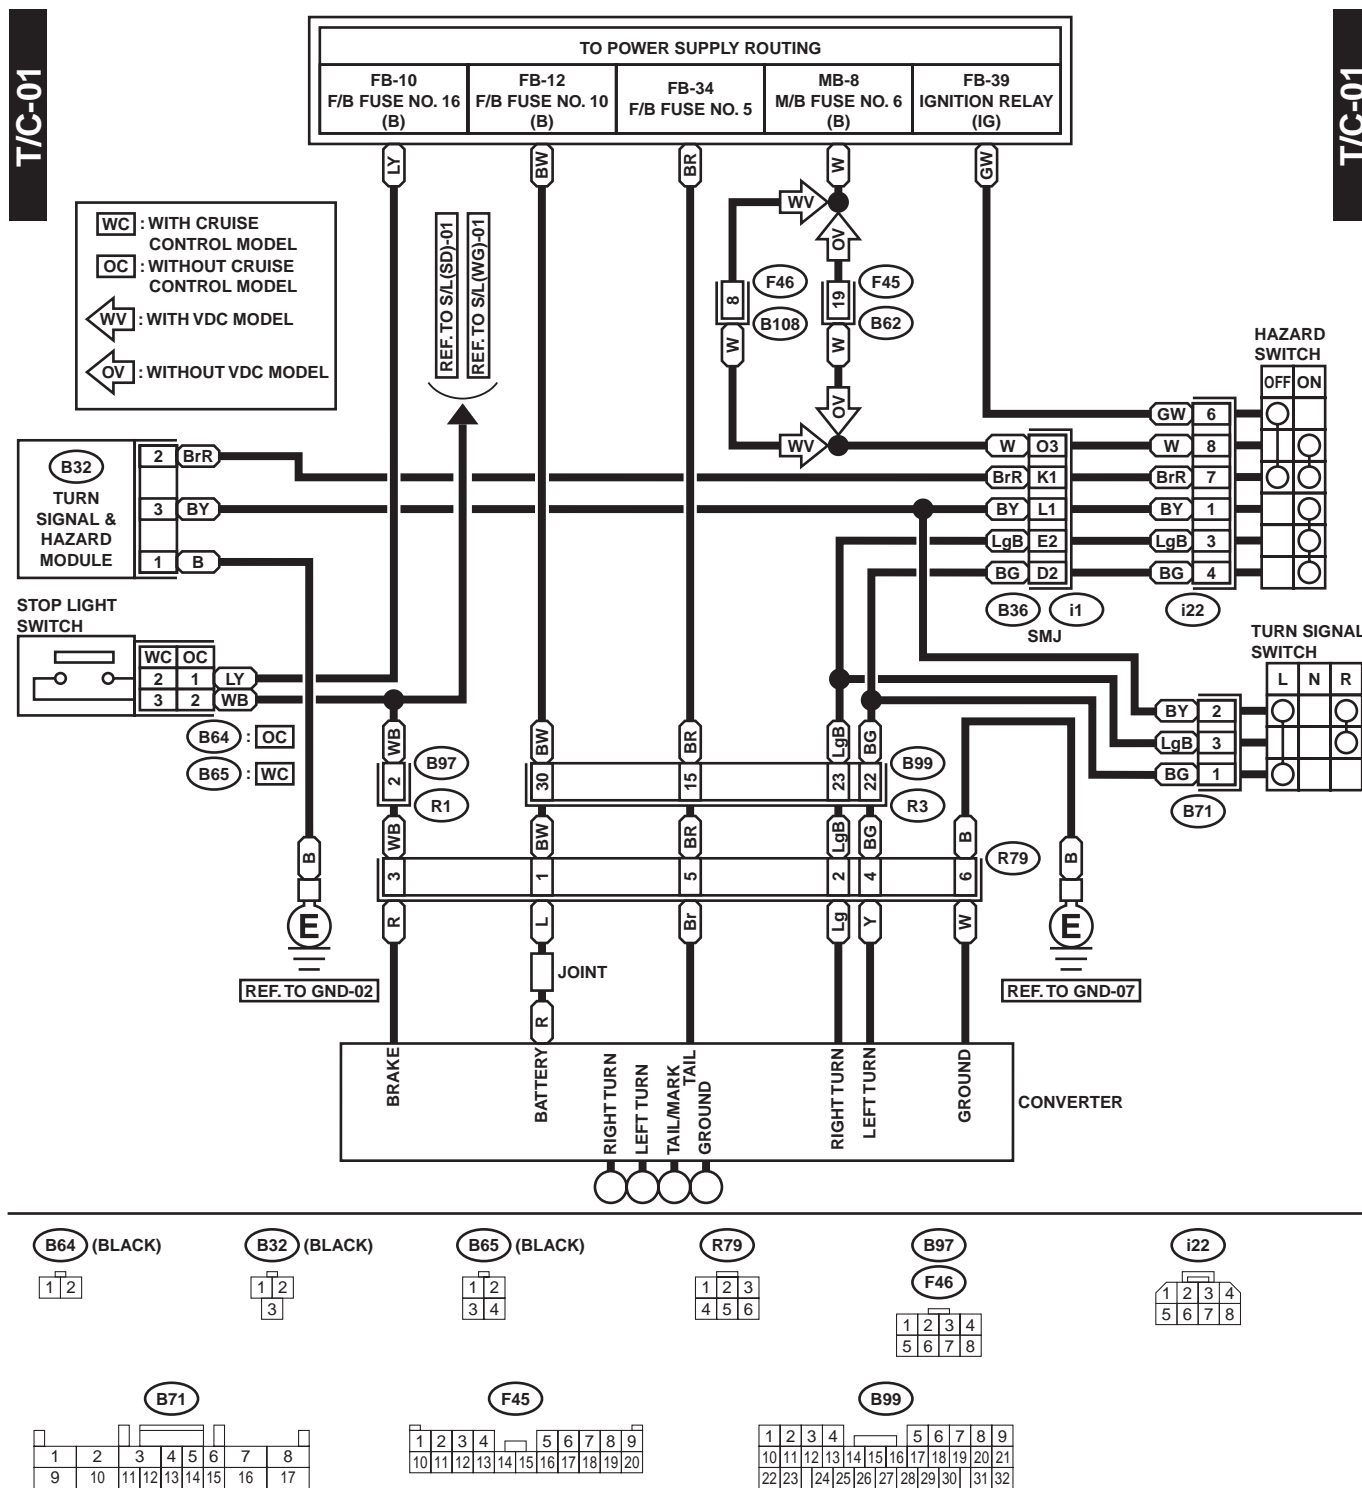 T/C-01
T/C-01
TO POWER SUPPLY ROUTING
FB-10
F/B FUSE NO. 16
(B)
FB-12
F/B FUSE NO. 10
(B)
FB-34
F/B FUSE NO. 5
MB-8
M/B FUSE NO. 6
(B)
FB-39
IGNITION RELAY
(IG)
LY
BW
BR
W
GW
WC : WITH CRUISE
CONTROL MODEL
OC : WITHOUT CRUISE
CONTROL MODEL
WV : WITH VDC MODEL
OV : WITHOUT VDC MODEL
REF. TO S/L(SD)-01
REF. TO S/L(WG)-01
WV
OV
8
F46
B108
W
19
F45
B62
W
OV
WV
HAZARD
SWITCH
OFF ON
GW 6
W O3 W 8
BrR K1 BrR 7
BY L1 BY 1
LgB E2 LgB 3
BG D2 BG 4
B36 i1
SMJ
i22
B32
TURN
SIGNAL &
HAZARD
MODULE
2 BrR
3 BY
1 B
STOP LIGHT
SWITCH
WC OC
2 1 LY
3 2 WB
B64 : OC
B65 : WC
TURN SIGNAL
SWITCH
L N R
BY 2
LgB 3
BG 1
B71
WB BW BR LgB BG
2 30 15 23 22
B97
R1
B99
R3
WB BW BR LgB BG B
3 1 5 2 4 6
R79
R L Br Lg Y W
B
E
REF. TO GND-02
B
E
REF. TO GND-07
JOINT
R
BRAKE
BATTERY
RIGHT TURN
LEFT TURN
TAIL/MARK
TAIL
GROUND
RIGHT TURN
LEFT TURN
GROUND
CONVERTER
B64 (BLACK)
1 2
B32 (BLACK)
1 2
3
B65 (BLACK)
1 2
3 4
R79
1 2 3
4 5 6
B97
F46
1 2 3 4
5 6 7 8
i22
1 2 3 4
5 6 7 8
B71
1 2 3 4 5 6 7 8
9 10 11 12 13 14 15 16 17
F45
1 2 3 4 5 6 7 8 9
10 11 12 13 14 15 16 17 18 19 20
B99
1 2 3 4 5 6 7 8 9
10 11 12 13 14 15 16 17 18 19 20 21
22 23 24 25 26 27 28 29 30 31 32